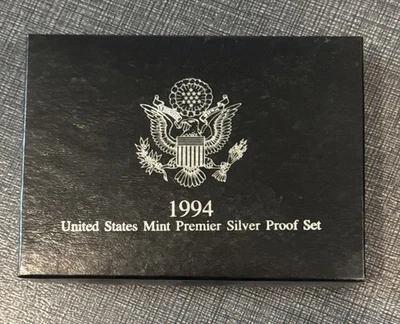 1994
United States Mint Premier Silver Proof Set